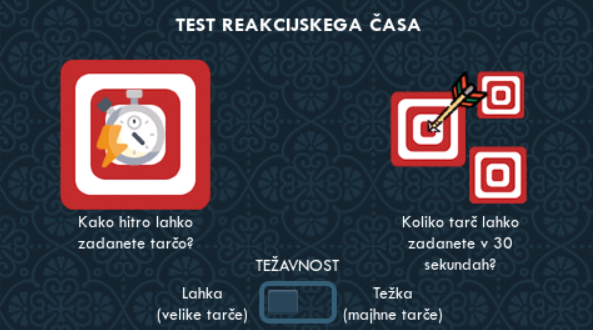 TEST REAKCIJSKEGA ČASA
Kako hitro lahko
zadanete tarčo?
Koliko tarč lahko
zadanete v 30
sekundah?
TEŽAVNOST
Lahka
(velike tarče)
Težka
(majhne tarče)